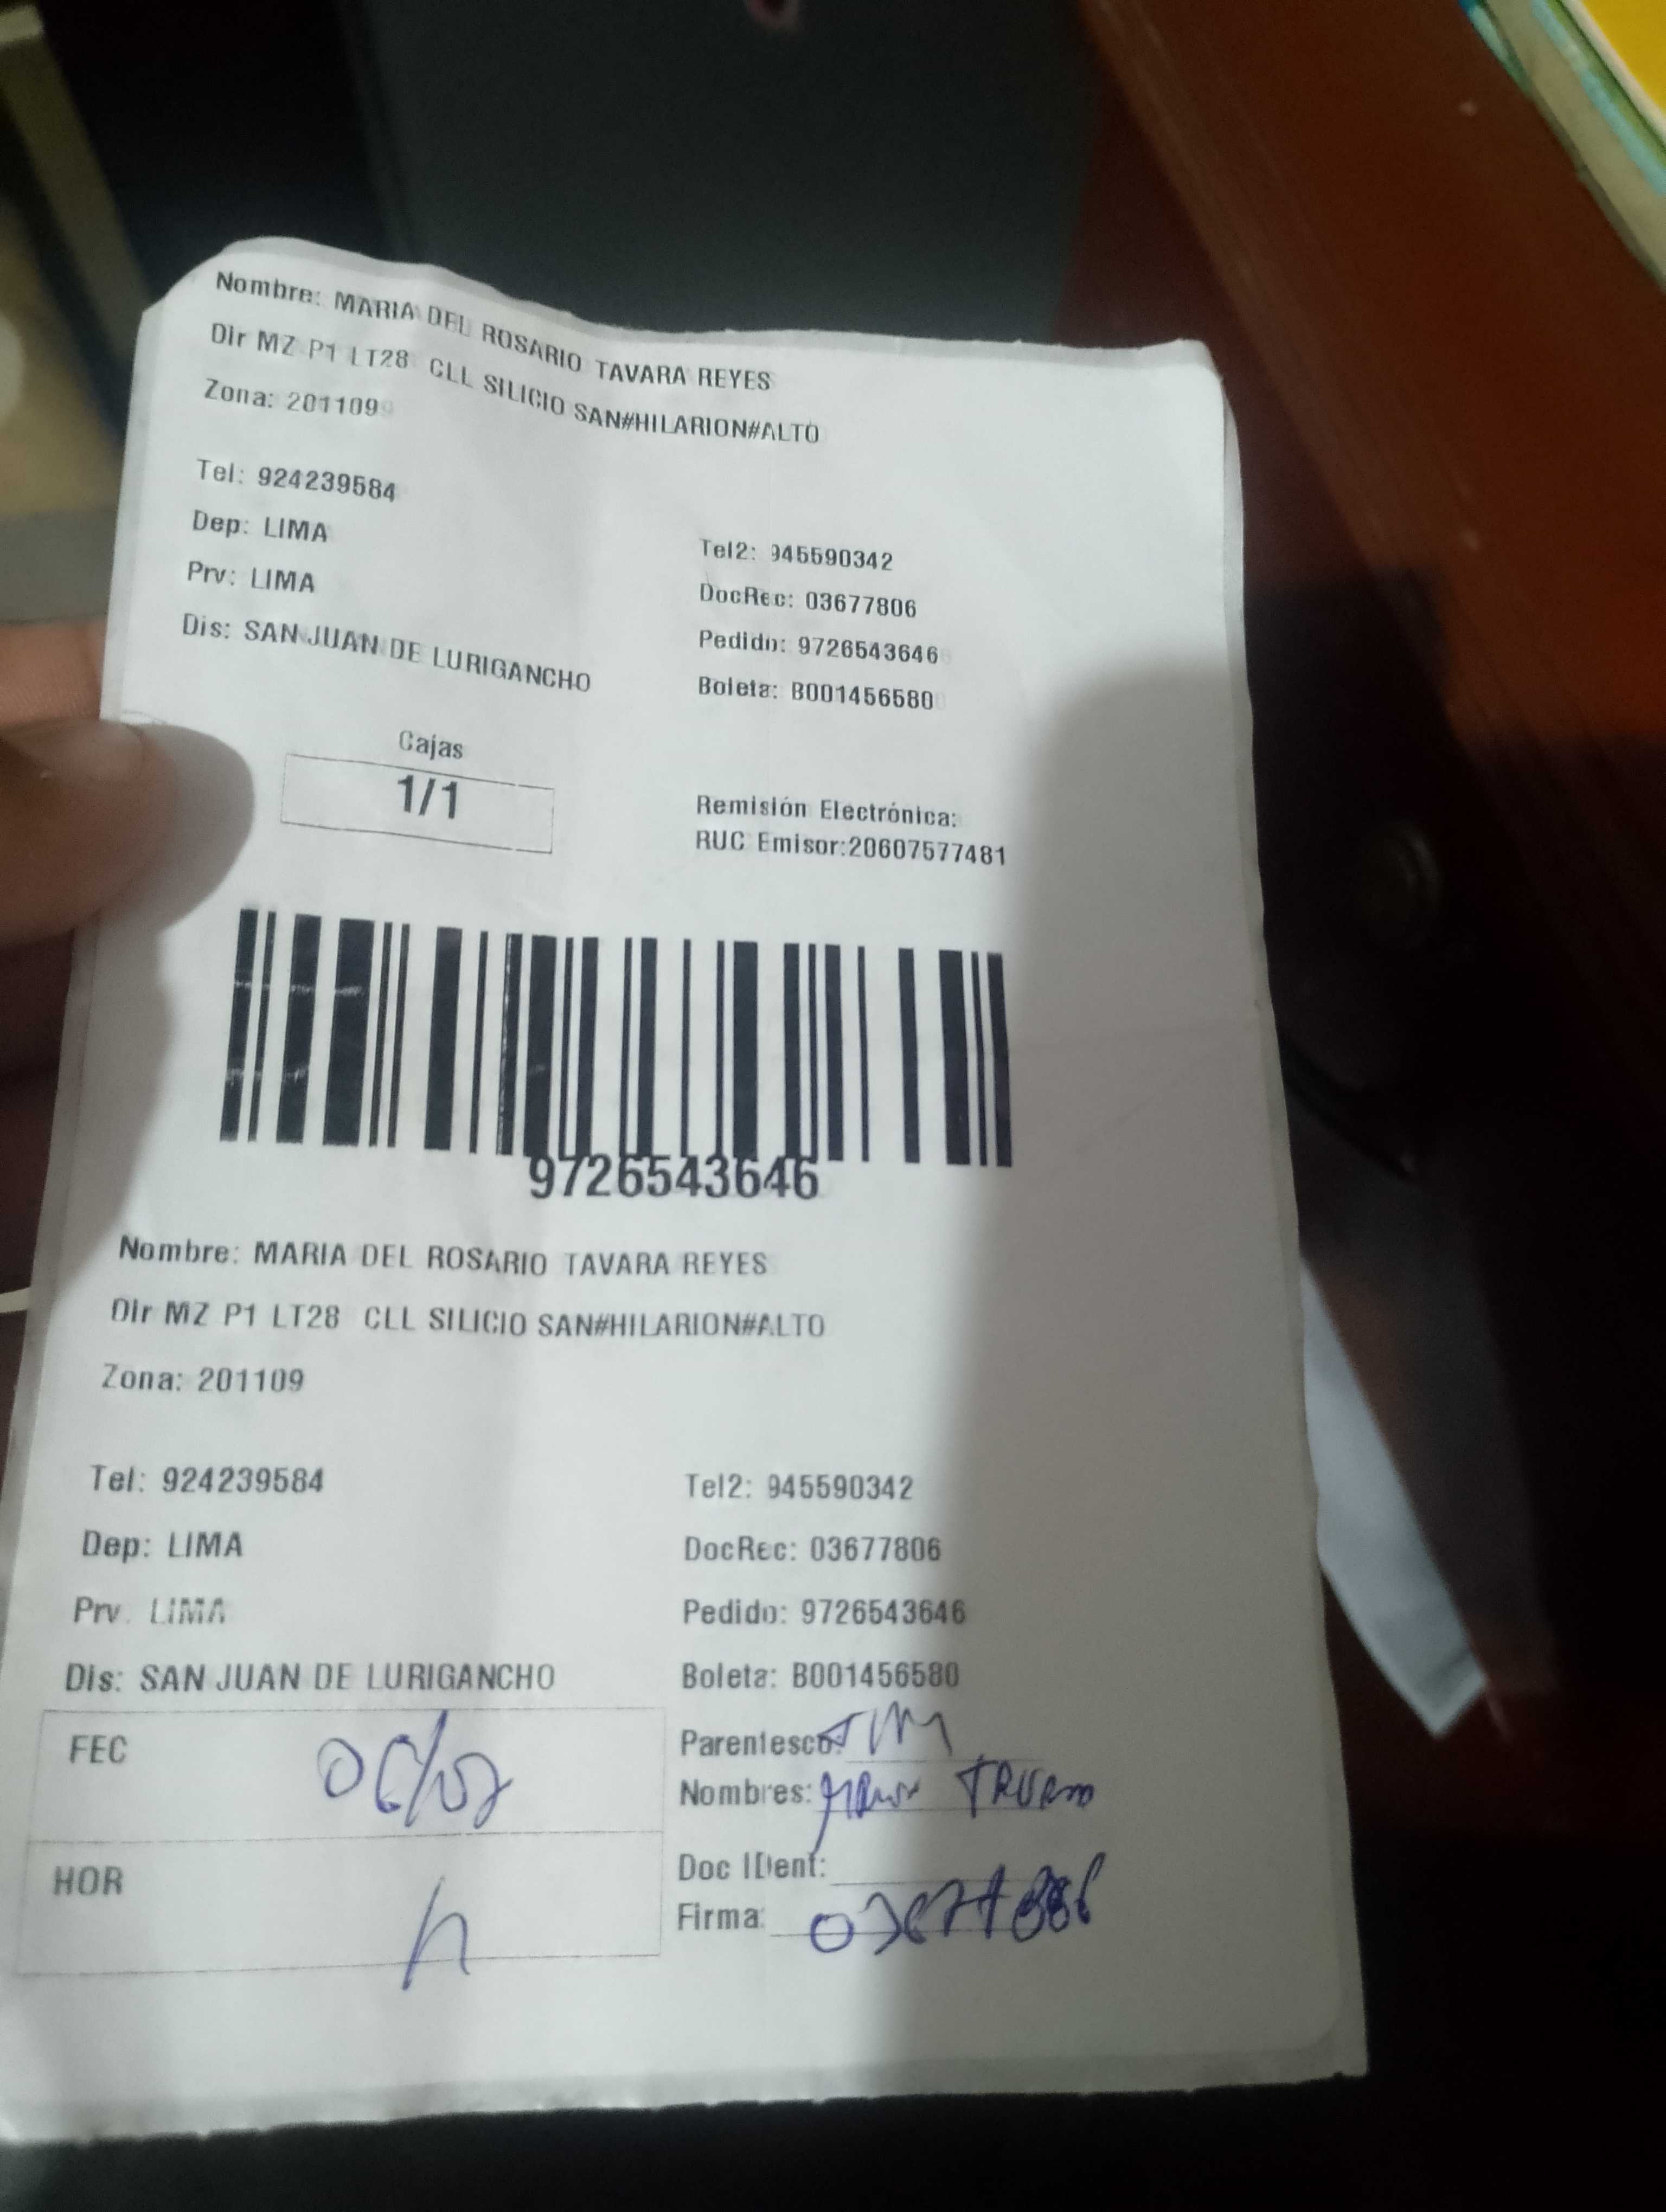 Nombre: MARIA DEL ROSARIO TAVARA REYES
Dir MZ P1 LT28 CLL SILICIO SAN#HILARION#ALTO
Zona: 201109
Tel: 924239584
Tel2: 945590342
Dep: LIMA
DocRec: 03677806
Prv: LIMA
Pedido: 9726543646
Dis: SAN JUAN DE LURIGANCHO
Boleta: B001456580
Cajas
1/1
Remisión Electrónica:
RUC Emisor:20607577481
9726543646
Nombre: MARIA DEL ROSARIO TAVARA REYES
Dir MZ P1 LT28 CLL SILICIO SAN#HILARION#ALTO
Zona: 201109
Tel: 924239584
Tel2: 945590342
Dep: LIMA
DocRec: 03677806
Prv. LIMA
Pedido: 9726543646
Dis: SAN JUAN DE LURIGANCHO
Boleta: B001456580
FEC
Parentesco:
Nombres:
HOR
Doc IDent:
Firma: